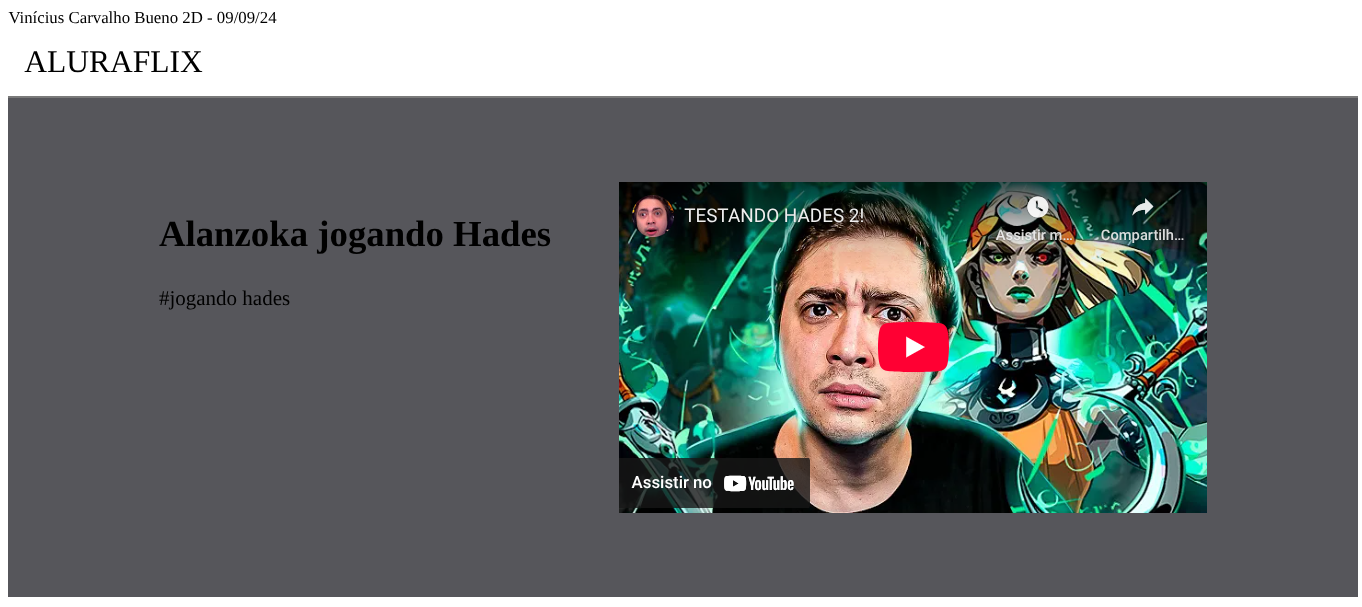 Vinícius Carvalho Bueno 2D - 09/09/24
ALURAFLIX
Alanzoka jogando Hades
#jogando hades
TESTANDO HADES 2!
Assistir m...
Compartilh...
Assistir no YouTube